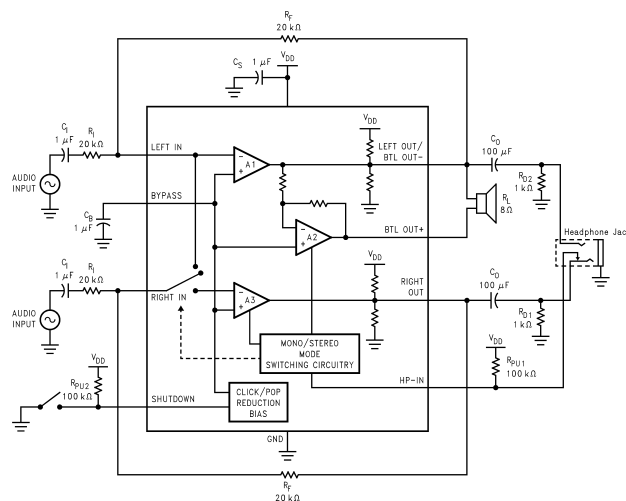 R_F
20 kΩ
C_S 1 μF
V_DD
C_I
1 μF
R_I
20 kΩ
AUDIO
INPUT
LEFT IN
A1
V_DD
LEFT OUT/
BTL OUT-
C_O
100 μF
R_D2
1 kΩ
R_L
8Ω
BYPASS
C_B
1 μF
A2
BTL OUT+
Headphone Jac
C_I
1 μF
R_I
20 kΩ
AUDIO
INPUT
RIGHT IN
A3
V_DD
RIGHT
OUT
C_O
100 μF
R_D1
1 kΩ
MONO/STEREO
MODE
SWITCHING CIRCUITRY
V_DD
R_PU1
100 kΩ
HP-IN
V_DD
R_PU2
100 kΩ
SHUTDOWN
CLICK/POP
REDUCTION
BIAS
GND
R_F
20 kΩ